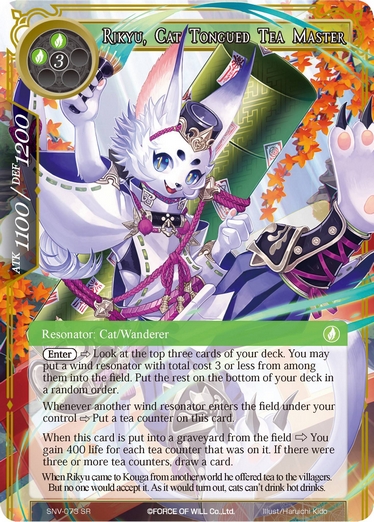 Rikyu, Cat Tongued Tea Master
3
ATK 1100 / DEF 1200
Resonator: Cat/Wanderer
Enter ⇨ Look at the top three cards of your deck. You may
put a wind resonator with total cost 3 or less from among
them into the field. Put the rest on the bottom of your deck in
a random order.
Whenever another wind resonator enters the field under your
control ⇨ Put a tea counter on this card.
When this card is put into a graveyard from the field ⇨ You
gain 400 life for each tea counter that was on it. If there were
three or more tea counters, draw a card.
When Rikyu came to Kouga from another world he offered tea to the villagers.
But no one would accept it. As it would turn out, cats can't drink hot drinks.
SNV-073 SR
©FORCE OF WILL Co.,Ltd.
Illust/Haruichi Kido